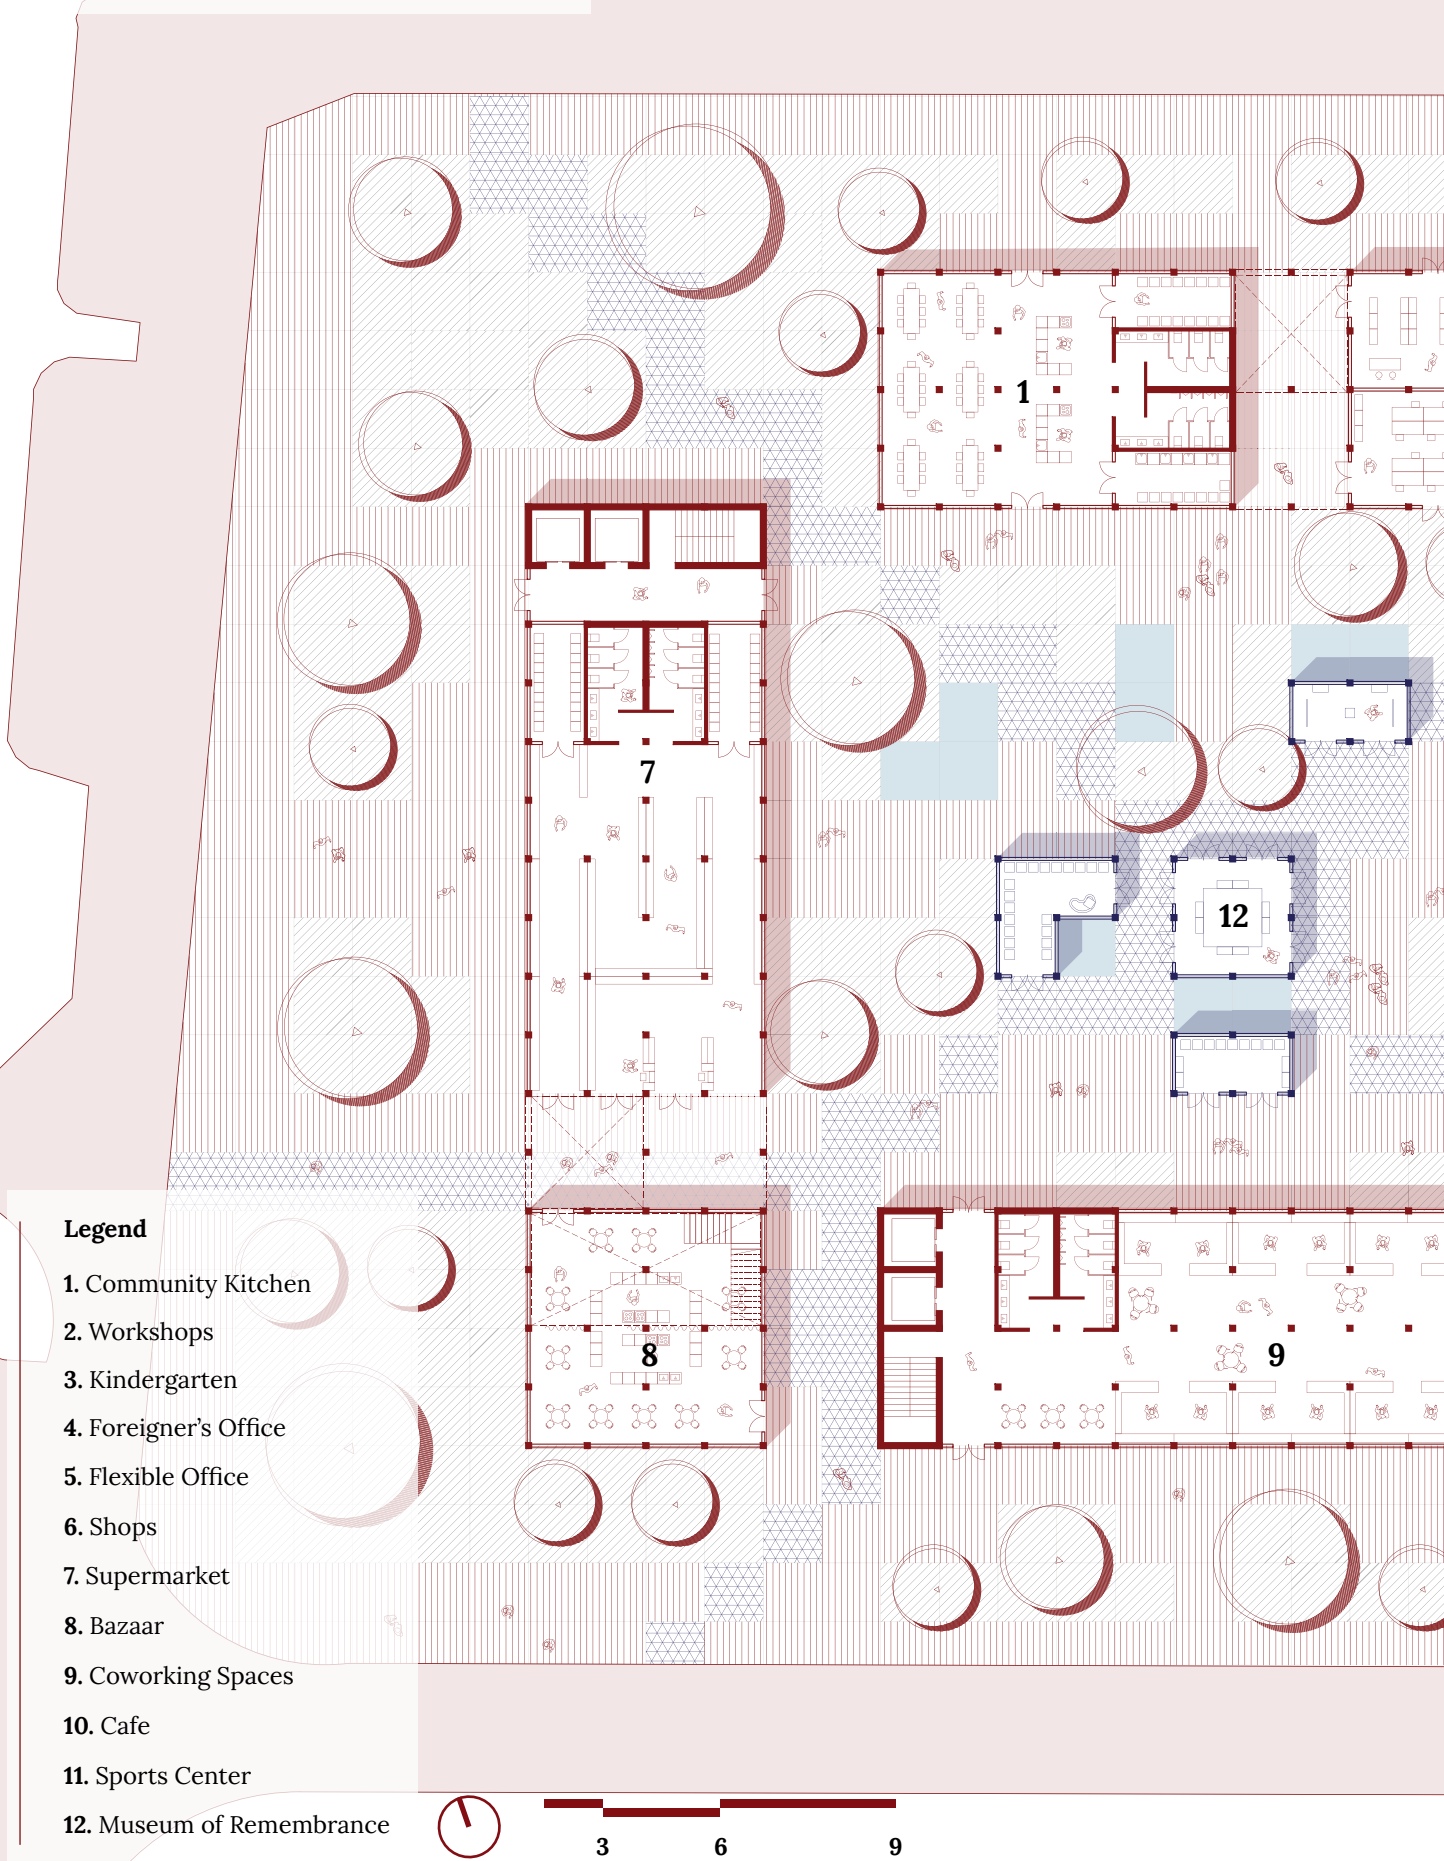 1
7
12
8
9
Legend
1. Community Kitchen
2. Workshops
3. Kindergarten
4. Foreigner’s Office
5. Flexible Office
6. Shops
7. Supermarket
8. Bazaar
9. Coworking Spaces
10. Cafe
11. Sports Center
12. Museum of Remembrance
3 6 9